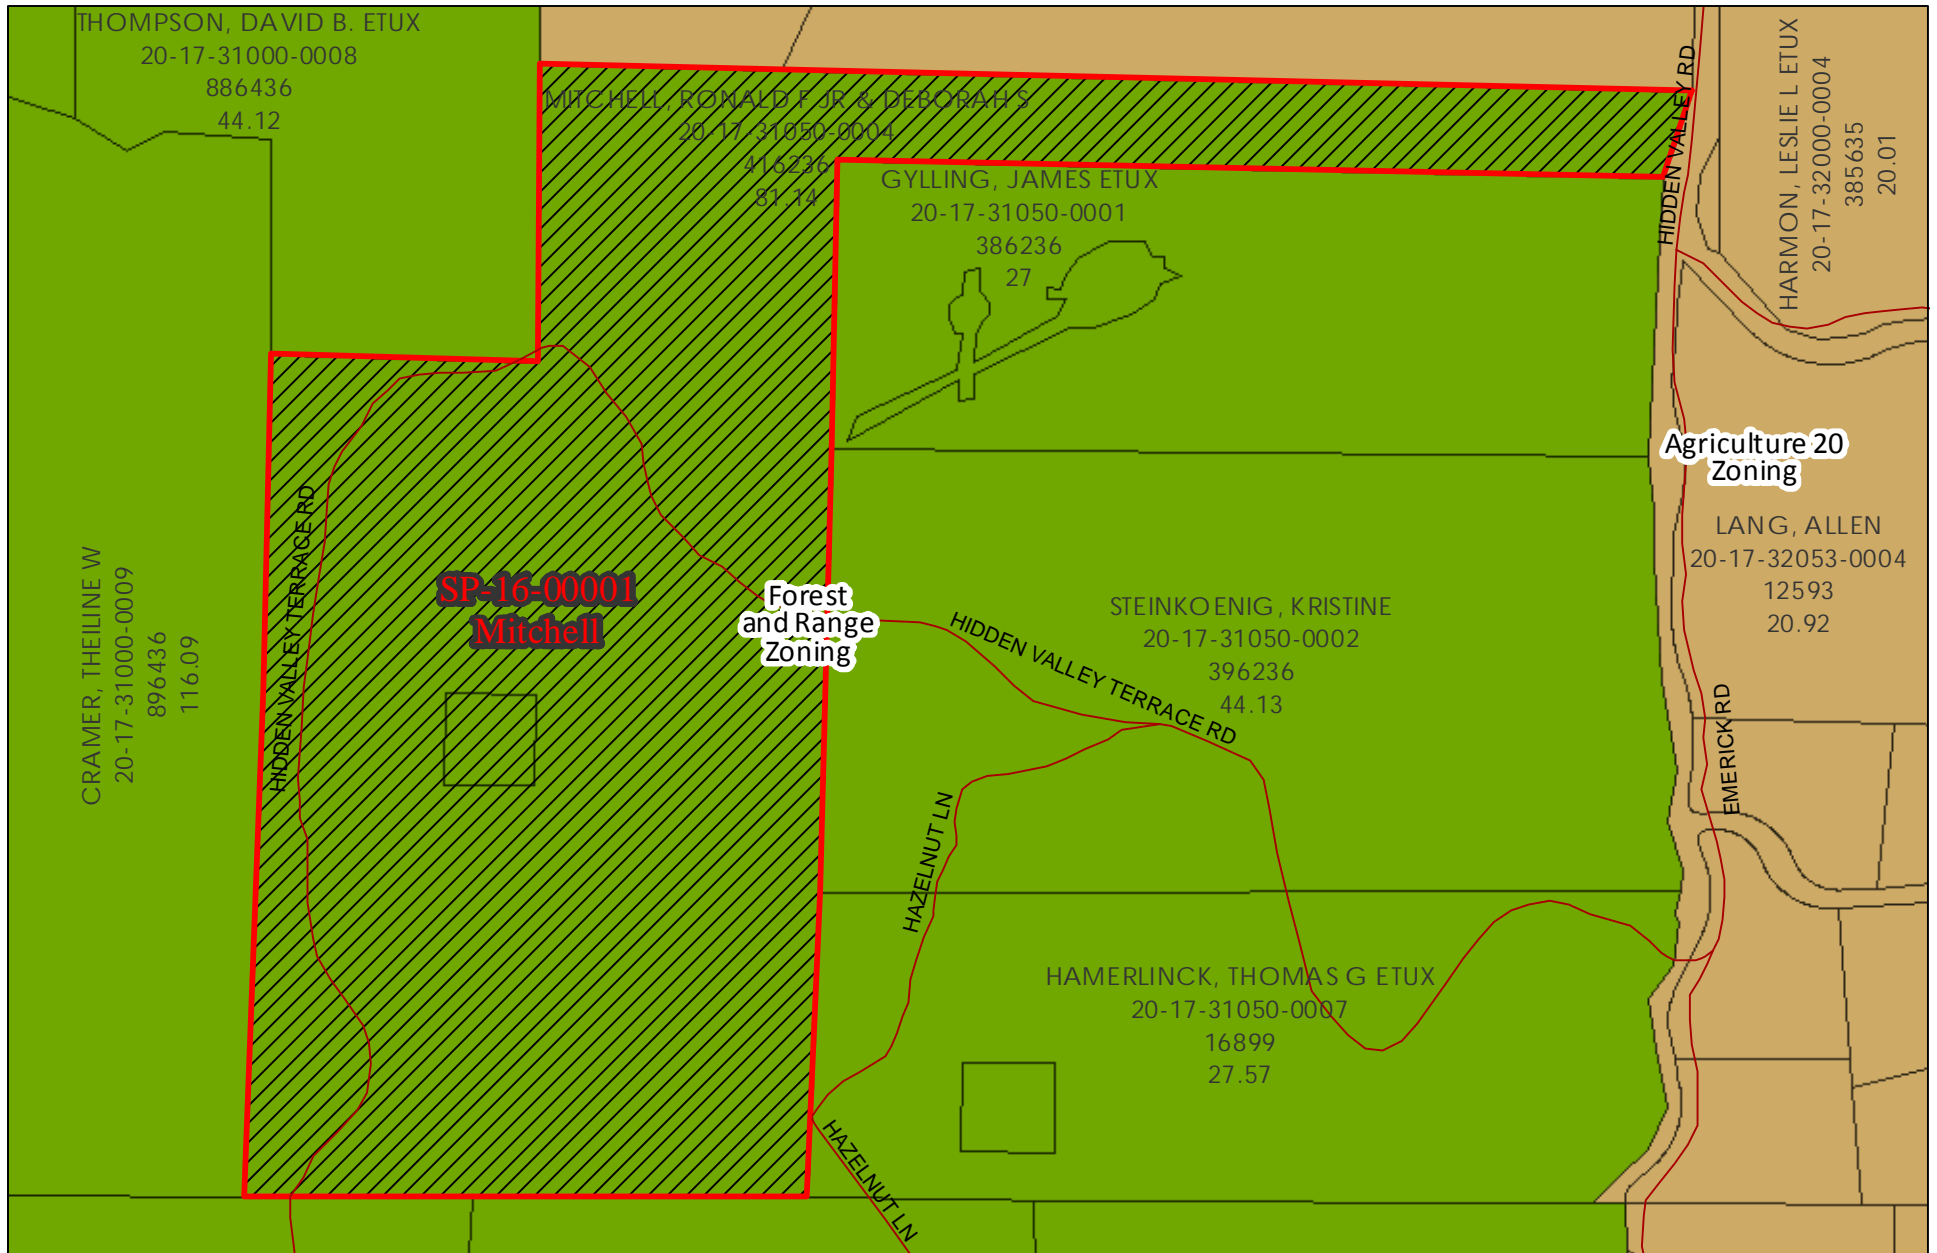 THOMPSON, DAVID B. ETUX
20-17-31000-0008
886436
44.12
MITCHELL, RONALD F JR & DEBORAH S
20-17-31050-0004
416236
81.14
GYLLING, JAMES ETUX
20-17-31050-0001
386236
27
HIDDEN VALLEY RD
HARMON, LESLIE L ETUX
20-17-32000-0004
385635
20.01
Agriculture 20
Zoning
LANG, ALLEN
20-17-32053-0004
12593
20.92
CRAMER, THEILINE W
20-17-31000-0009
896436
116.09
HIDDEN VALLEY TERRACE RD
SP-16-00001
Mitchell
Forest
and Range
Zoning
STEINKOENIG, KRISTINE
20-17-31050-0002
396236
44.13
HIDDEN VALLEY TERRACE RD
EMERICK RD
HAZELNUT LN
HAMERLINCK, THOMAS G ETUX
20-17-31050-0007
16899
27.57
HAZELNUT LN